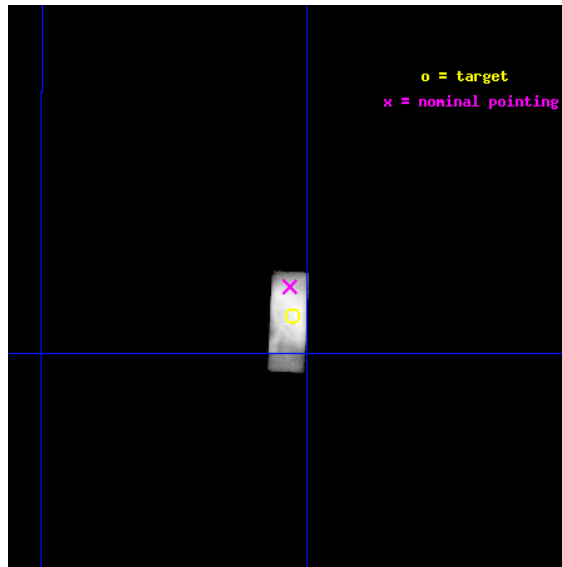 o = target
x = nominal pointing